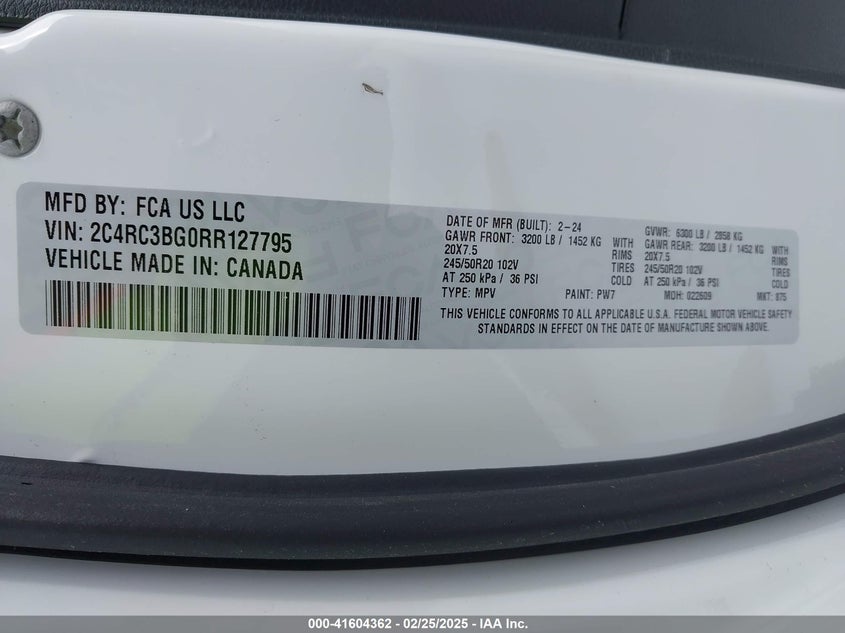 MFD BY: FCA US LLC
VIN: 2C4RC3BG0RR127795
VEHICLE MADE IN: CANADA
DATE OF MFR (BUILT): 2-24 GVWR: 6300 LB / 2858 KG
GAWR FRONT: 3200 LB / 1452 KG WITH GAWR REAR: 3200 LB / 1452 KG WITH
20X7.5 RIMS 20X7.5 RIMS
245/50R20 102V TIRES 245/50R20 102V TIRES
AT 250 kPa / 36 PSI COLD AT 250 kPa / 36 PSI COLD
TYPE: MPV PAINT: PW7 MDH: 022609 MKT: 875
THIS VEHICLE CONFORMS TO ALL APPLICABLE U.S.A. FEDERAL MOTOR VEHICLE SAFETY
STANDARDS IN EFFECT ON THE DATE OF MANUFACTURE SHOWN ABOVE.
000-41604362 - 02/25/2025 - IAA Inc.